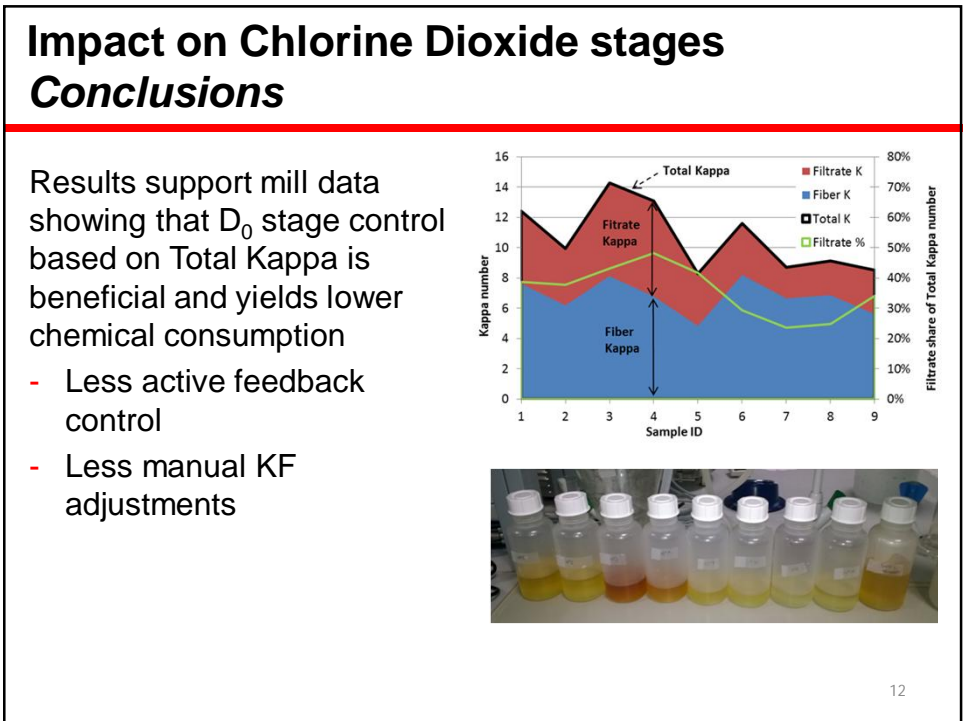 Impact on Chlorine Dioxide stages
Conclusions
Results support mill data
showing that D₀ stage control
based on Total Kappa is
beneficial and yields lower
chemical consumption
- Less active feedback
control
- Less manual KF
adjustments
Kappa number
16
14
12
10
8
6
4
2
0
Total Kappa
Fitrate
Kappa
Fiber
Kappa
Filtrate K
Fiber K
Total K
Filtrate %
80%
70%
60%
50%
40%
30%
20%
10%
0%
Filtrate share of Total Kappa number
1 2 3 4 5 6 7 8 9
Sample ID
12